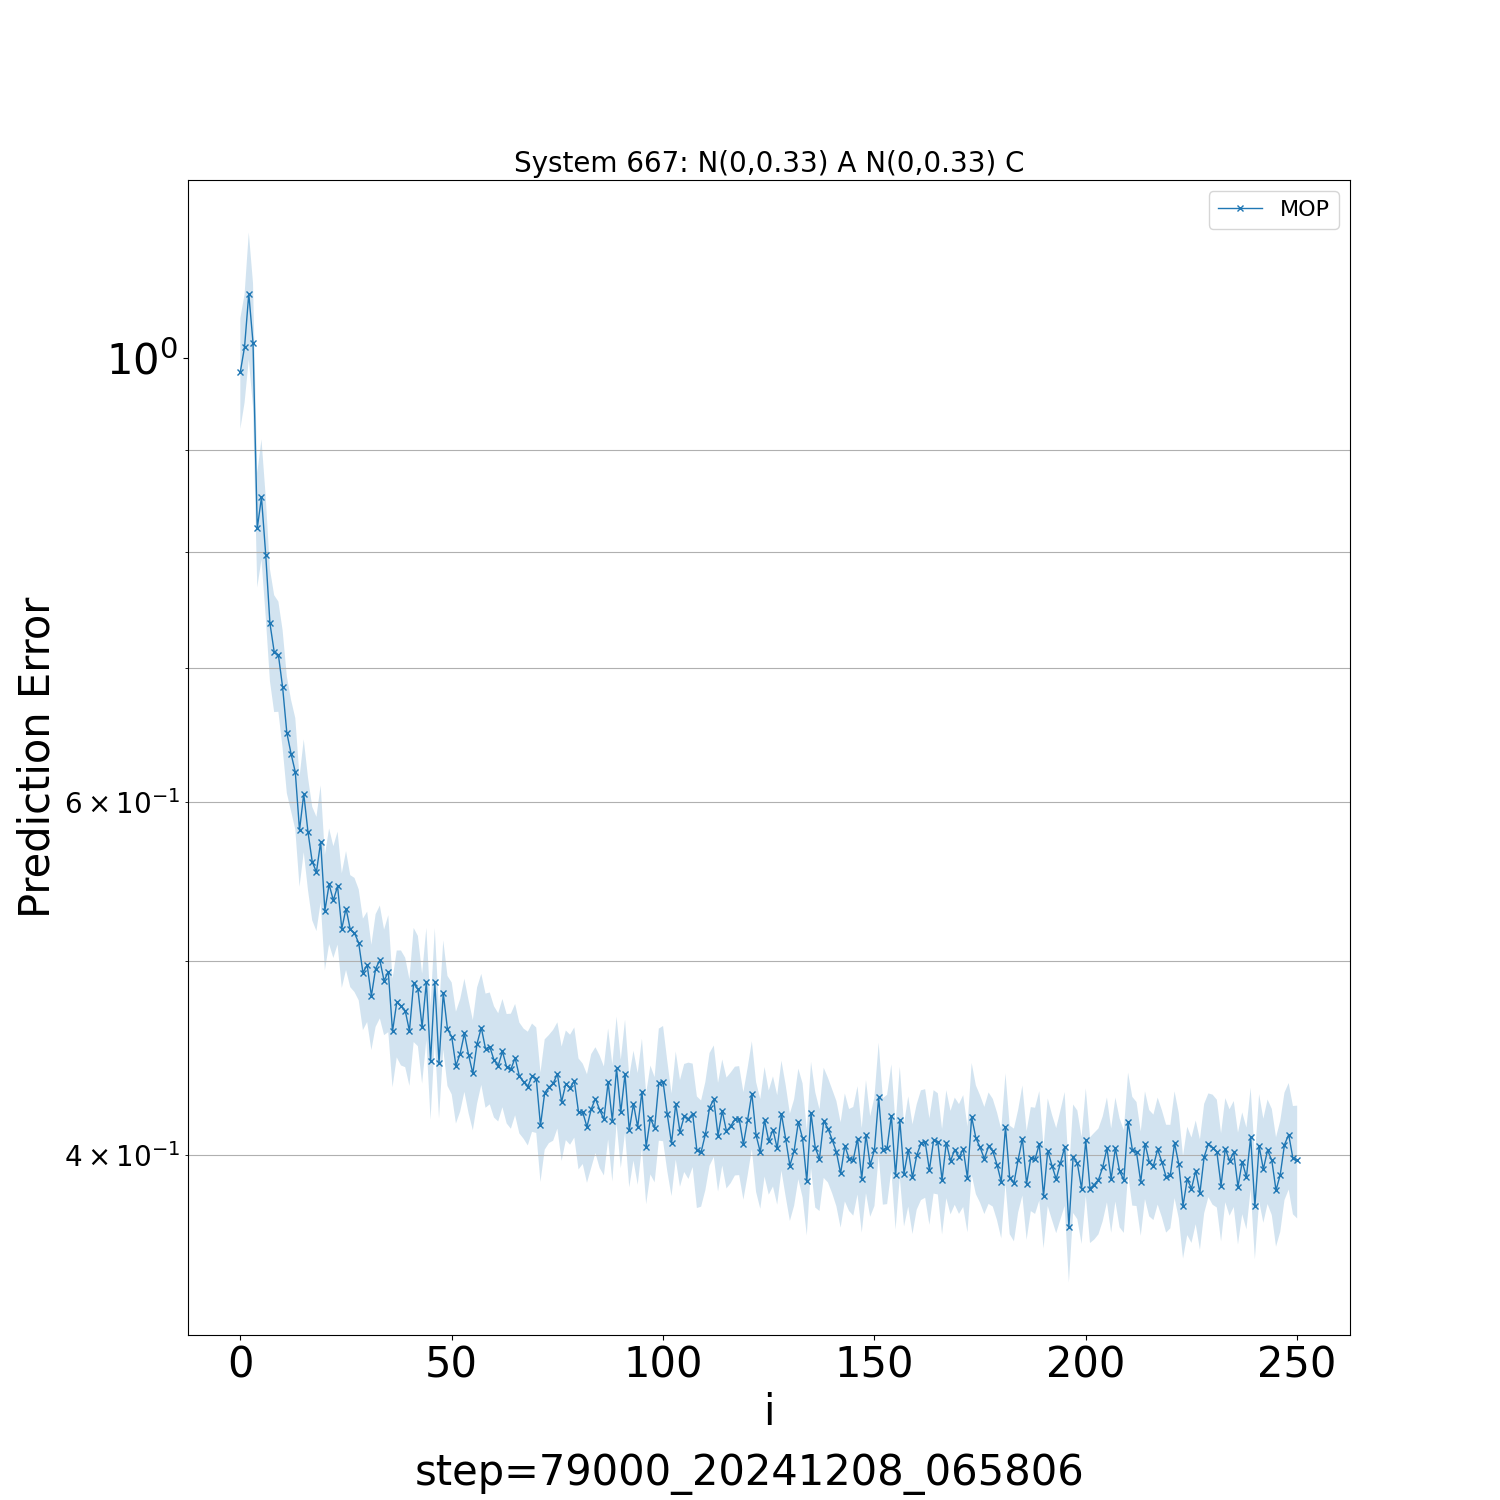 System 667: N(0,0.33) A N(0,0.33) C
MOP
10⁰
6 × 10⁻¹
4 × 10⁻¹
Prediction Error
0 50 100 150 200 250
i
step=79000_20241208_065806